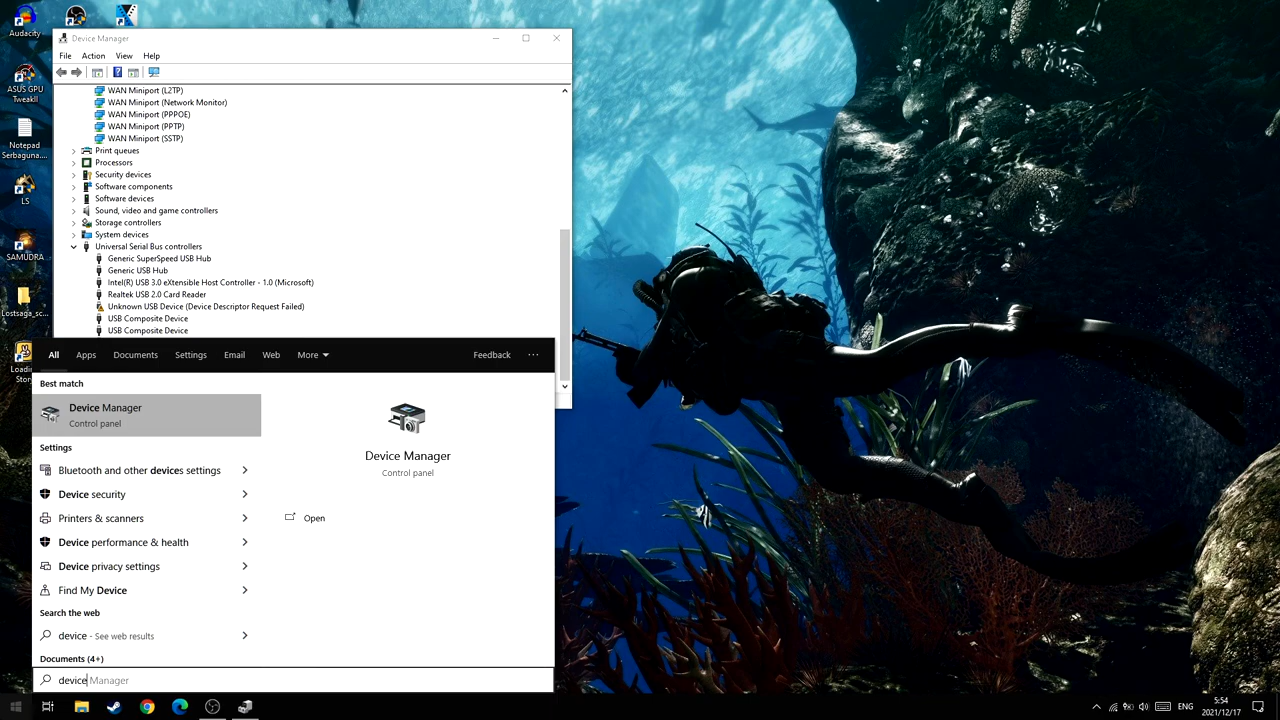 Audacity
ASUS GPU
TweakII
Notepad
Serbaguna....
LS
SAMUDRA
Lostsaga_sc...
Loadin
Story
Device Manager
File Action View Help
WAN Miniport (L2TP)
WAN Miniport (Network Monitor)
WAN Miniport (PPPOE)
WAN Miniport (PPTP)
WAN Miniport (SSTP)
Print queues
Processors
Security devices
Software components
Software devices
Sound, video and game controllers
Storage controllers
System devices
Universal Serial Bus controllers
Generic SuperSpeed USB Hub
Generic USB Hub
Intel(R) USB 3.0 eXtensible Host Controller - 1.0 (Microsoft)
Realtek USB 2.0 Card Reader
Unknown USB Device (Device Descriptor Request Failed)
USB Composite Device
USB Composite Device
All Apps Documents Settings Email Web More Feedback ...
Best match
Device Manager
Control panel
Settings
Bluetooth and other devices settings
Device security
Printers & scanners
Device performance & health
Device privacy settings
Find My Device
Search the web
device - See web results
Documents (4+)
device Manager
Device Manager
Control panel
Open
ENG
5:54
2021/12/17